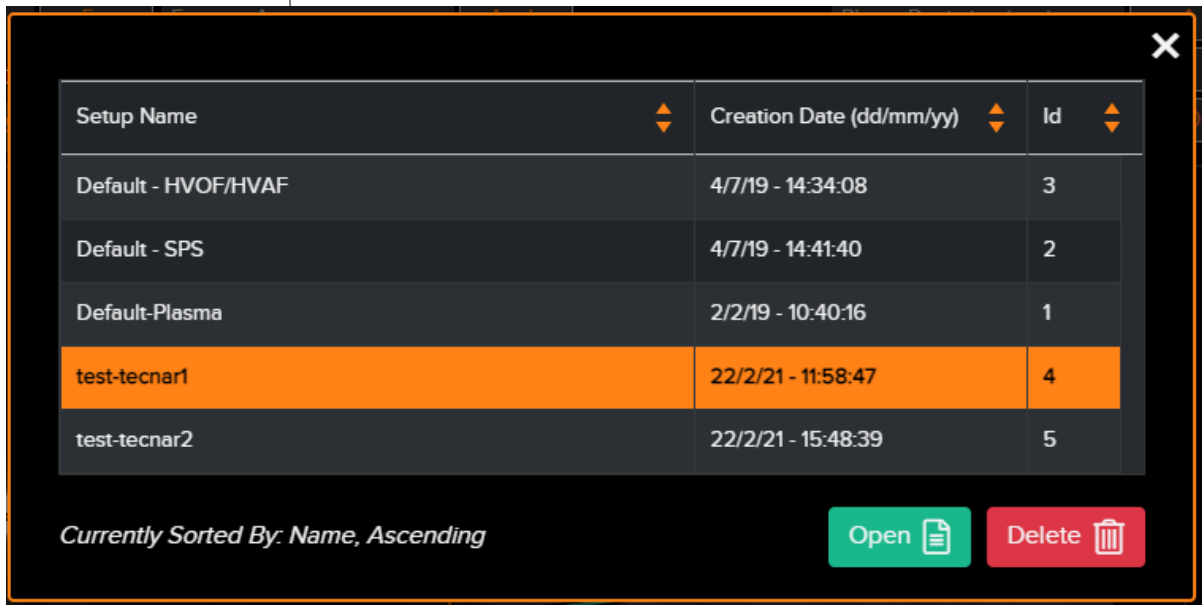 Setup Name Creation Date (dd/mm/yy) Id
Default - HVOF/HVAF 4/7/19 - 14:34:08 3
Default - SPS 4/7/19 - 14:41:40 2
Default-Plasma 2/2/19 - 10:40:16 1
test-tecnar1 22/2/21 - 11:58:47 4
test-tecnar2 22/2/21 - 15:48:39 5
Currently Sorted By: Name, Ascending Open Delete